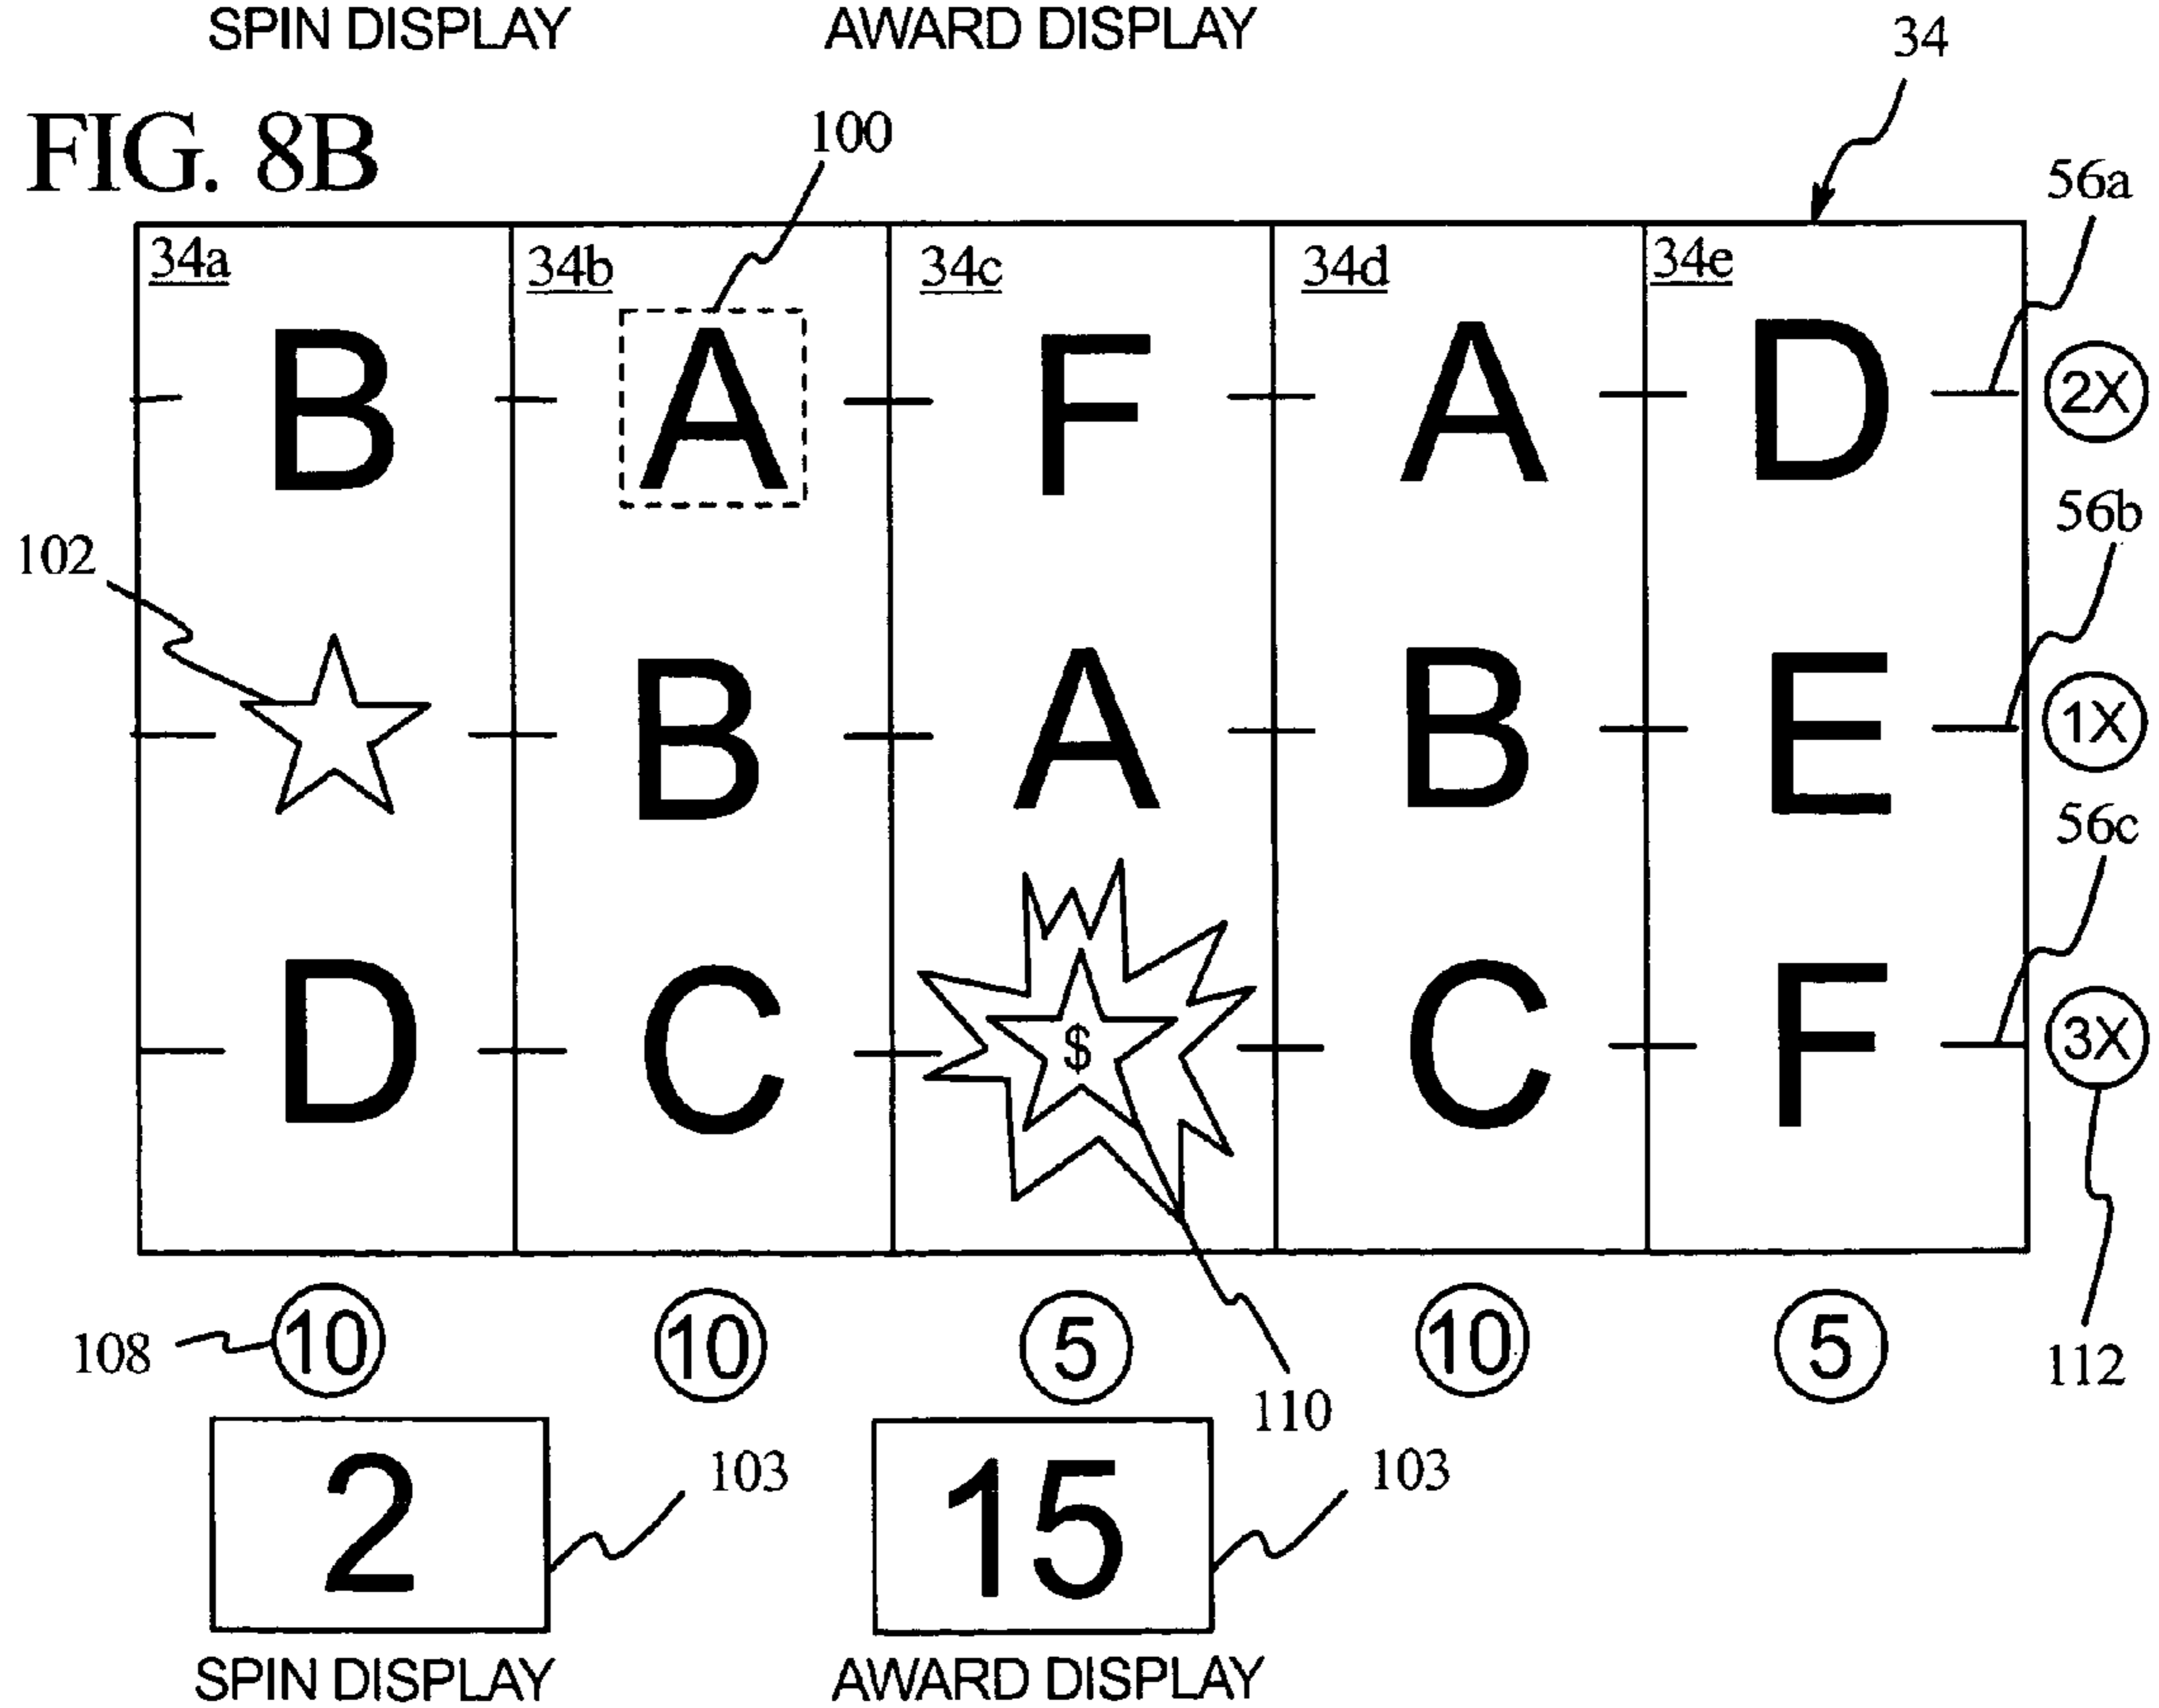 SPIN DISPLAY AWARD DISPLAY
34
FIG. 8B
100
56a
34a 34b 34c 34d 34e
B A F A D 2X
56b
102
B A B E 1X
56c
D C $ C F 3X
108 10 10 5 10 5
112
110
2 103 15 103
SPIN DISPLAY AWARD DISPLAY